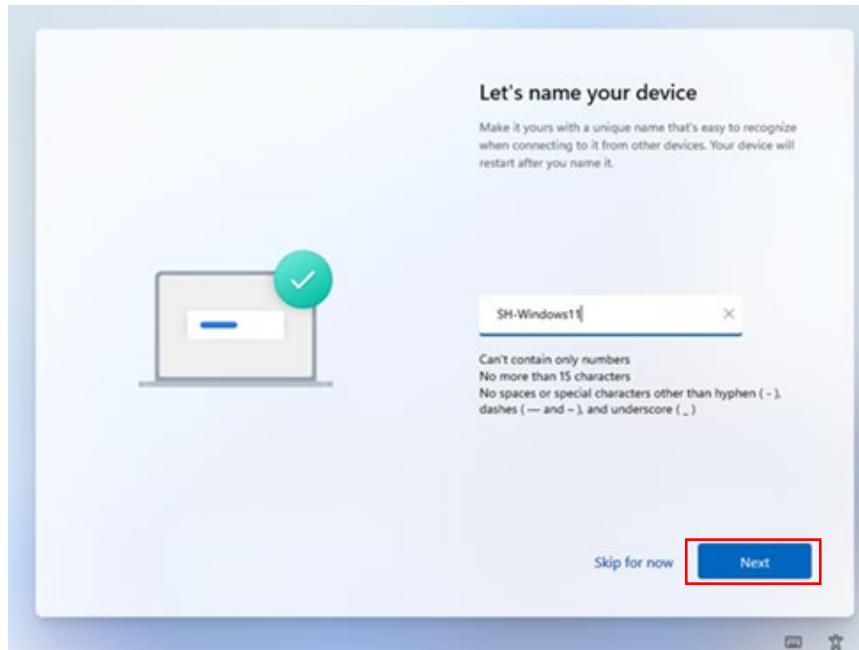 Let's name your device
Make it yours with a unique name that's easy to recognize
when connecting to it from other devices. Your device will
restart after you name it.
SH-Windows11
Can't contain only numbers
No more than 15 characters
No spaces or special characters other than hyphen ( - ),
dashes ( — and – ), and underscore ( _ )
Skip for now
Next